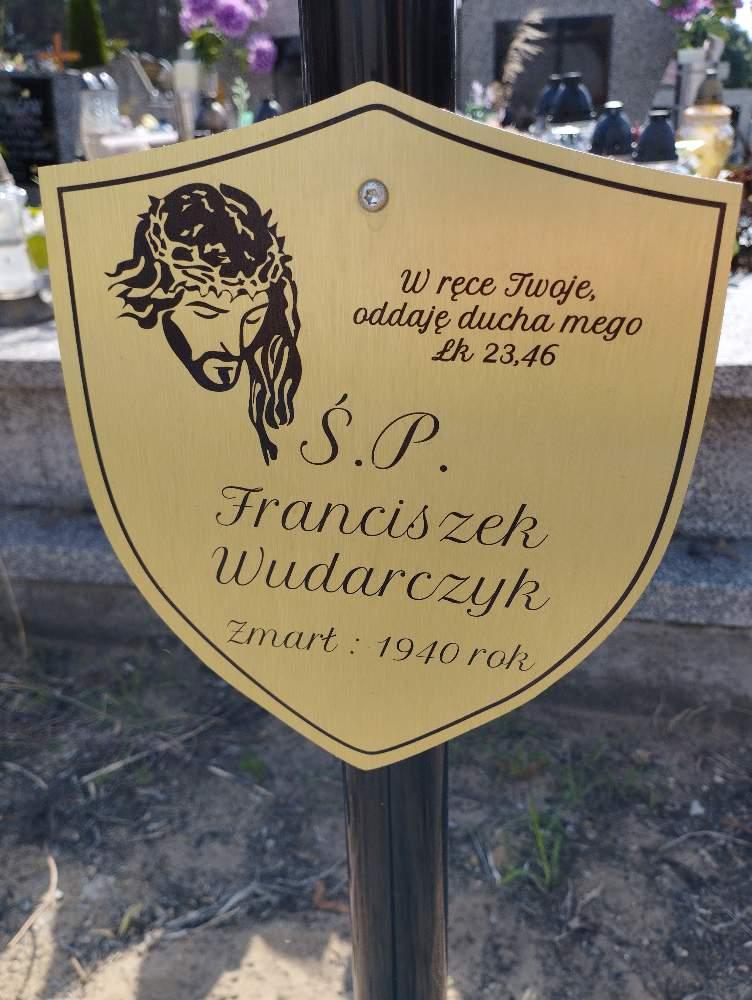 W ręce Twoje,
oddaję ducha mego
Łk 23,46
Ś.P.
Franciszek
Wudarczyk
Zmarł : 1940 rok